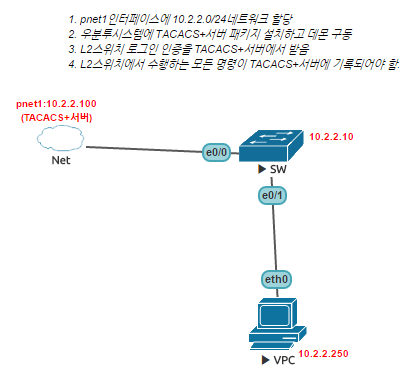 1. pnet1인터페이스에 10.2.2.0/24네트워크 할당
2. 우분투시스템에 TACACS+서버 패키지 설치하고 데몬 구동
3. L2스위치 로그인 인증을 TACACS+서버에서 받음
4. L2스위치에서 수행하는 모든 명령이 TACACS+서버에 기록되어야 함
pnet1:10.2.2.100
(TACACS+서버)
Net
e0/0
10.2.2.10
SW
e0/1
eth0
VPC
10.2.2.250